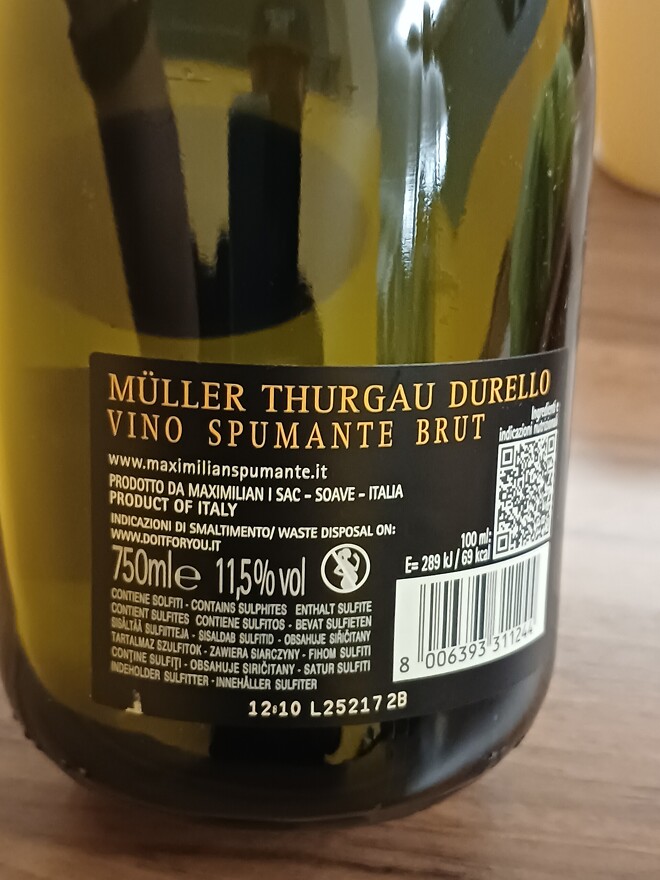 MÜLLER THURGAU DURELLO
VINO SPUMANTE BRUT
Ingredienti e
indicazioni nutrizionali
www.maximilianspumante.it
PRODOTTO DA MAXIMILIAN I SAC - SOAVE - ITALIA
PRODUCT OF ITALY
INDICAZIONI DI SMALTIMENTO/ WASTE DISPOSAL ON:
WWW.DOITFORYOU.IT
100 ml:
E= 289 kJ / 69 kcal
750ml e 11,5% vol
CONTIENE SOLFITI - CONTAINS SULPHITES ENTHALT SULFITE
CONTIENT SULFITES CONTIENE SULFITOS - BEVAT SULFIETEN
SISÄLTÄÄ SULFIITTEJA - SISALDAB SULFITID - OBSAHUJE SIŘIČITANY
TARTALMAZ SZULFITOK - ZAWIERA SIARCZYNY - FIHOM SULFITI
CONȚINE SULFIȚI - OBSAHUJE SIRIČITANY - SATUR SULFITI
INDEHOLDER SULFITTER - INNEHÅLLER SULFITER
8 006393 311244
12:10 L252172B